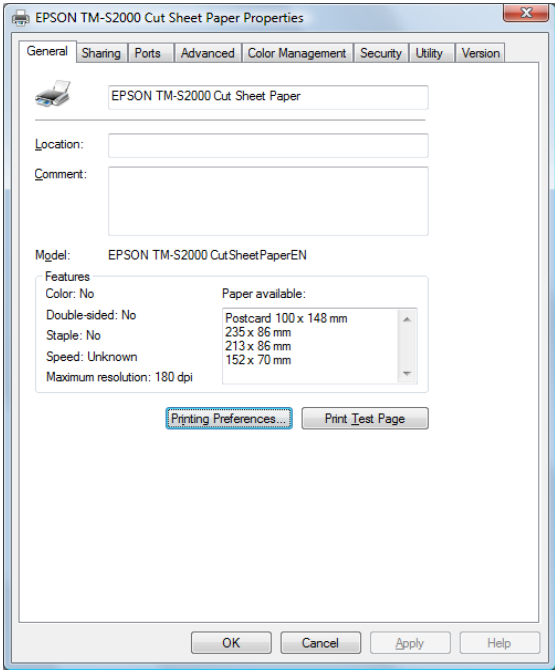 EPSON TM-S2000 Cut Sheet Paper Properties
General Sharing Ports Advanced Color Management Security Utility Version
EPSON TM-S2000 Cut Sheet Paper
Location:
Comment:
Model: EPSON TM-S2000 CutSheetPaperEN
Features
Color: No Paper available:
Double-sided: No Postcard 100 x 148 mm
235 x 86 mm
Staple: No
213 x 86 mm
Speed: Unknown 152 x 70 mm
Maximum resolution: 180 dpi
Printing Preferences... Print Test Page
OK Cancel Apply Help